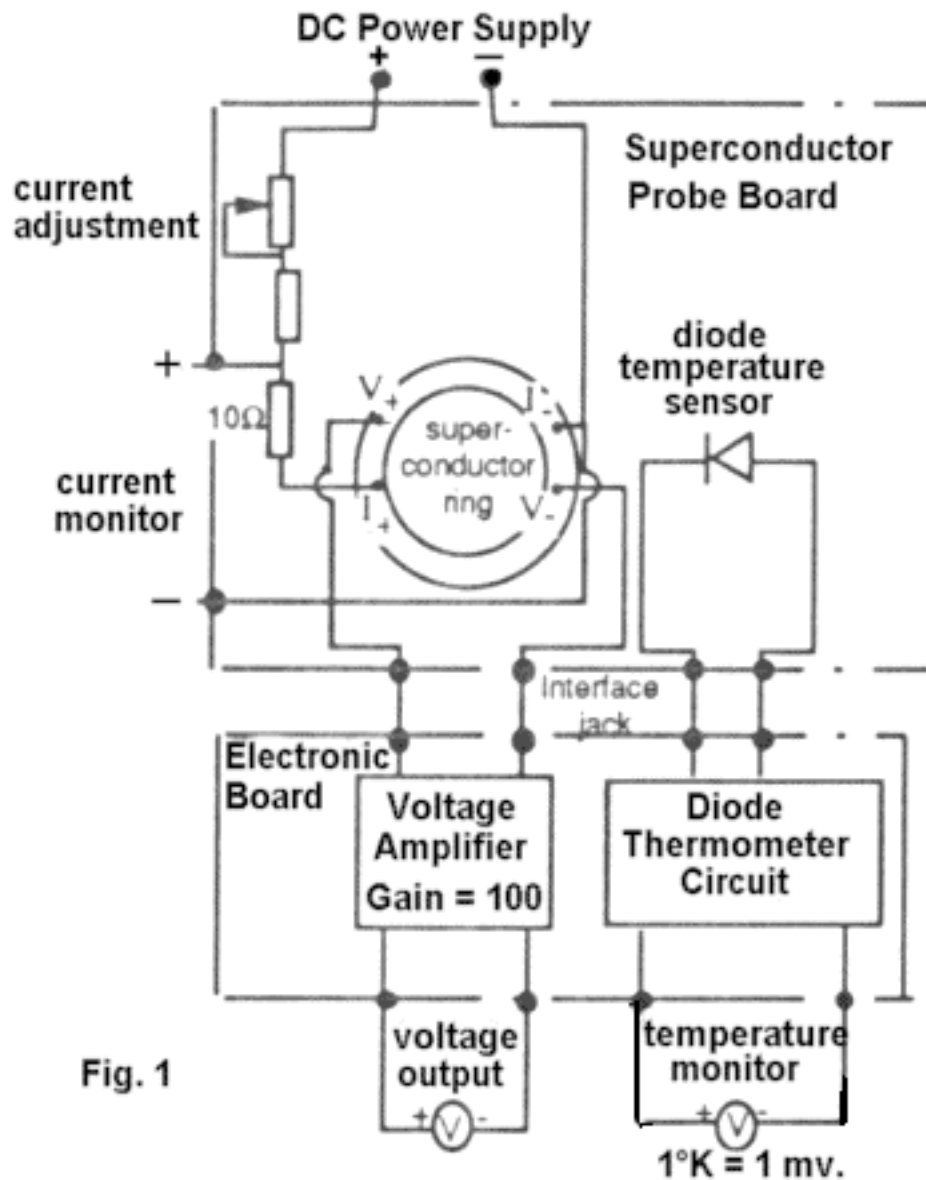 DC Power Supply
+ −
Superconductor
Probe Board
current
adjustment
diode
temperature
sensor
+
10Ω
V+
I-
super-
conductor
ring
I+
V-
current
monitor
−
Interface
jack
Electronic
Board
Voltage
Amplifier
Gain = 100
Diode
Thermometer
Circuit
voltage
output
temperature
monitor
Fig. 1
+ V -
+ V -
1°K = 1 mv.